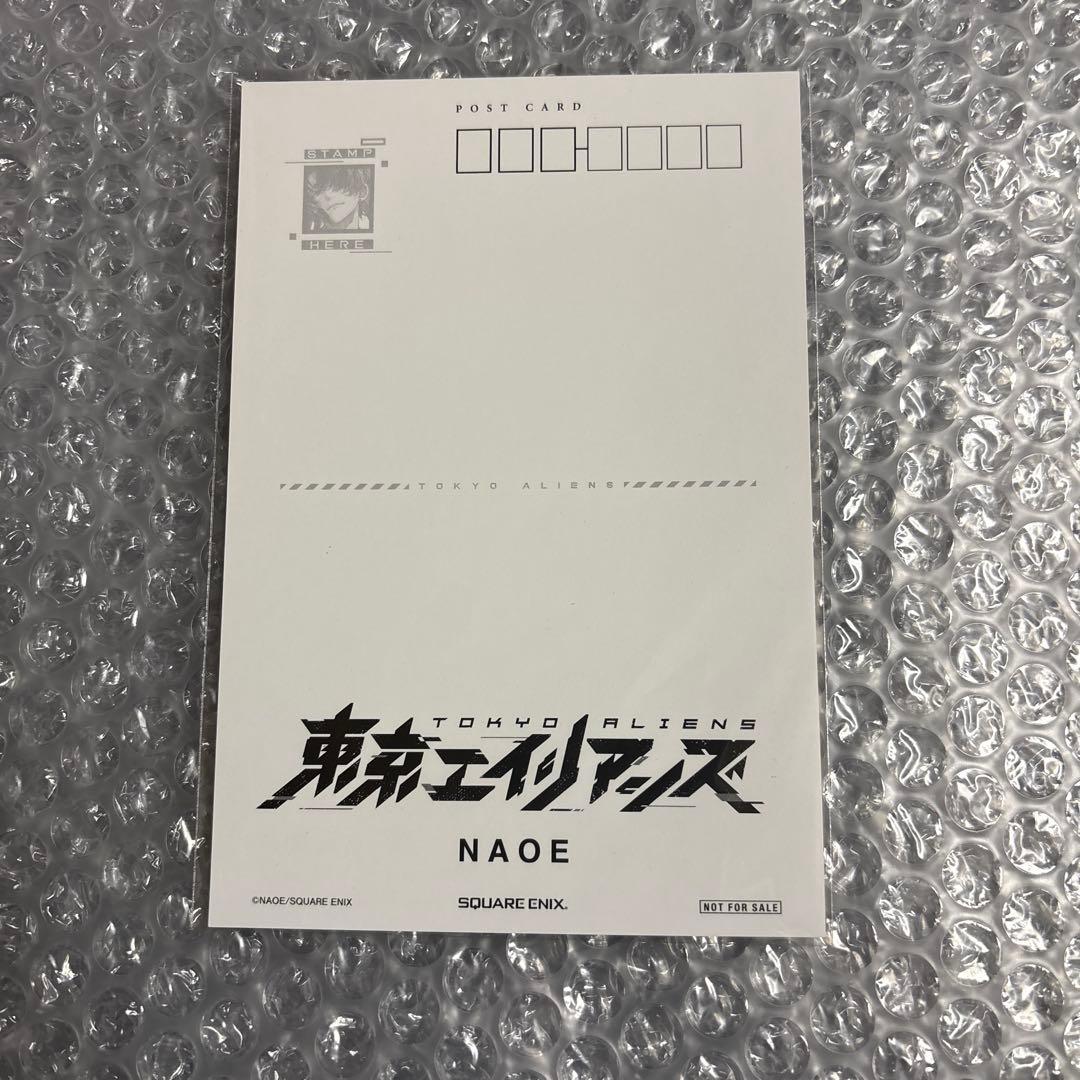 POST CARD
STAMP
HERE
TOKYO ALIENS
TOKYO ALIENS
東京エイリアンズ
NAOE
©NAOE/SQUARE ENIX
SQUARE ENIX®
NOT FOR SALE